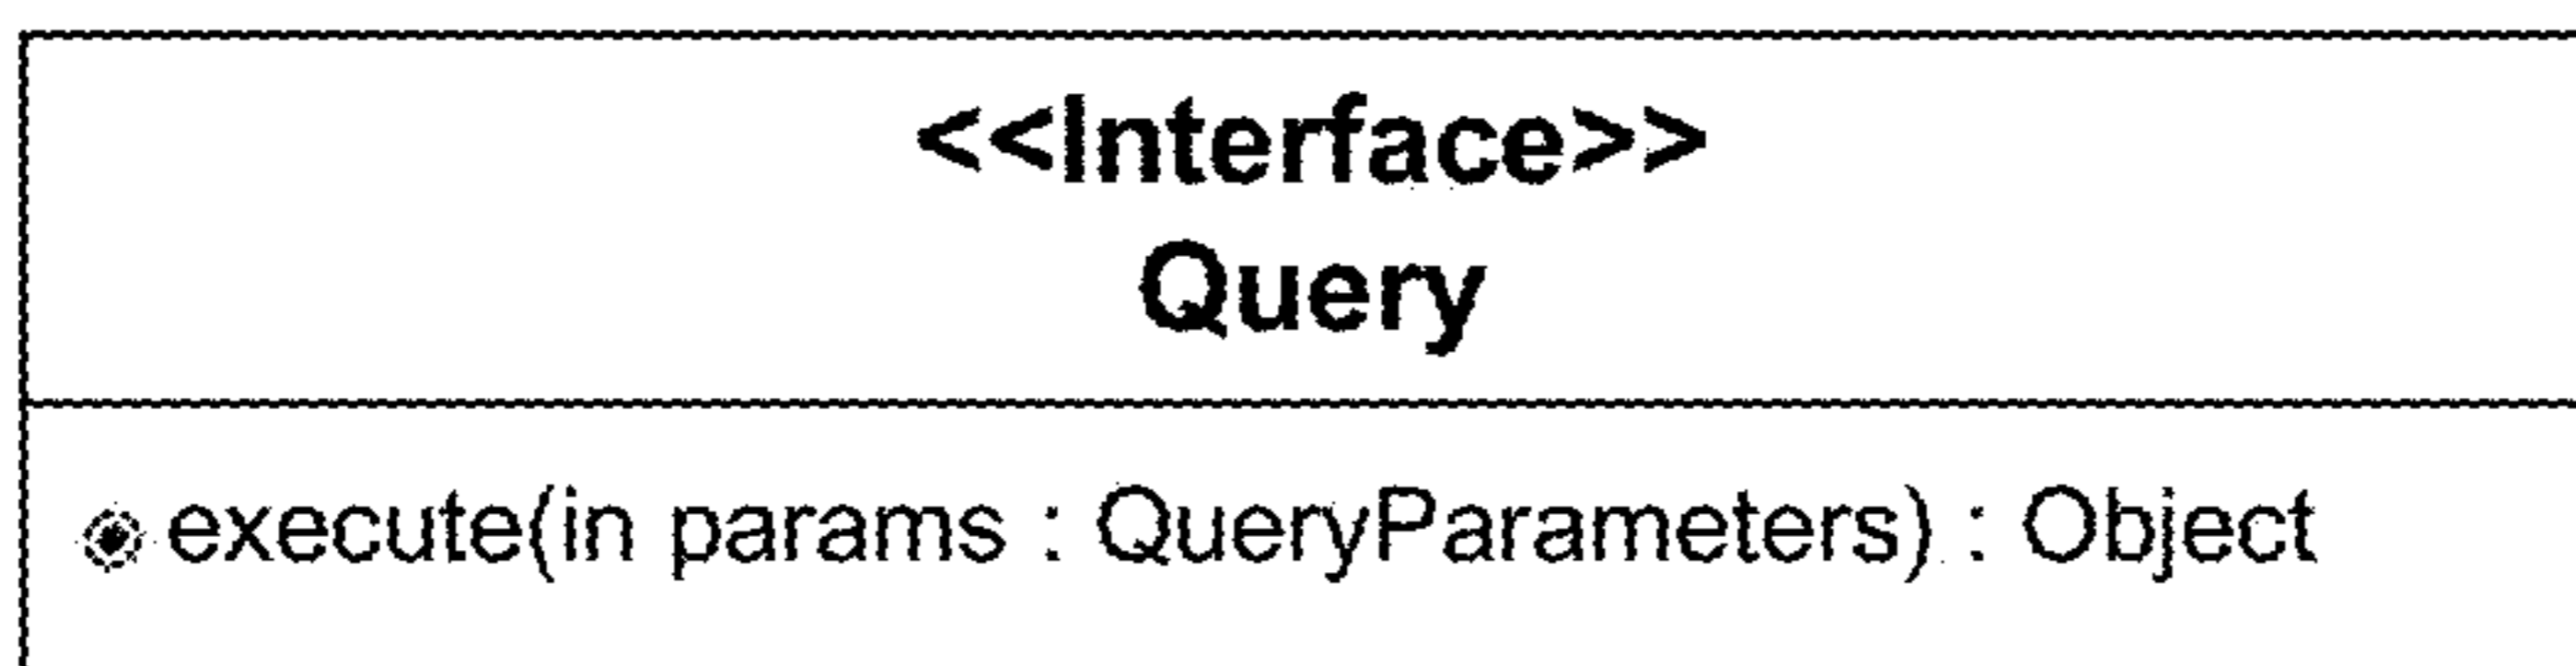 <<Interface>>
Query
execute(in params : QueryParameters) : Object